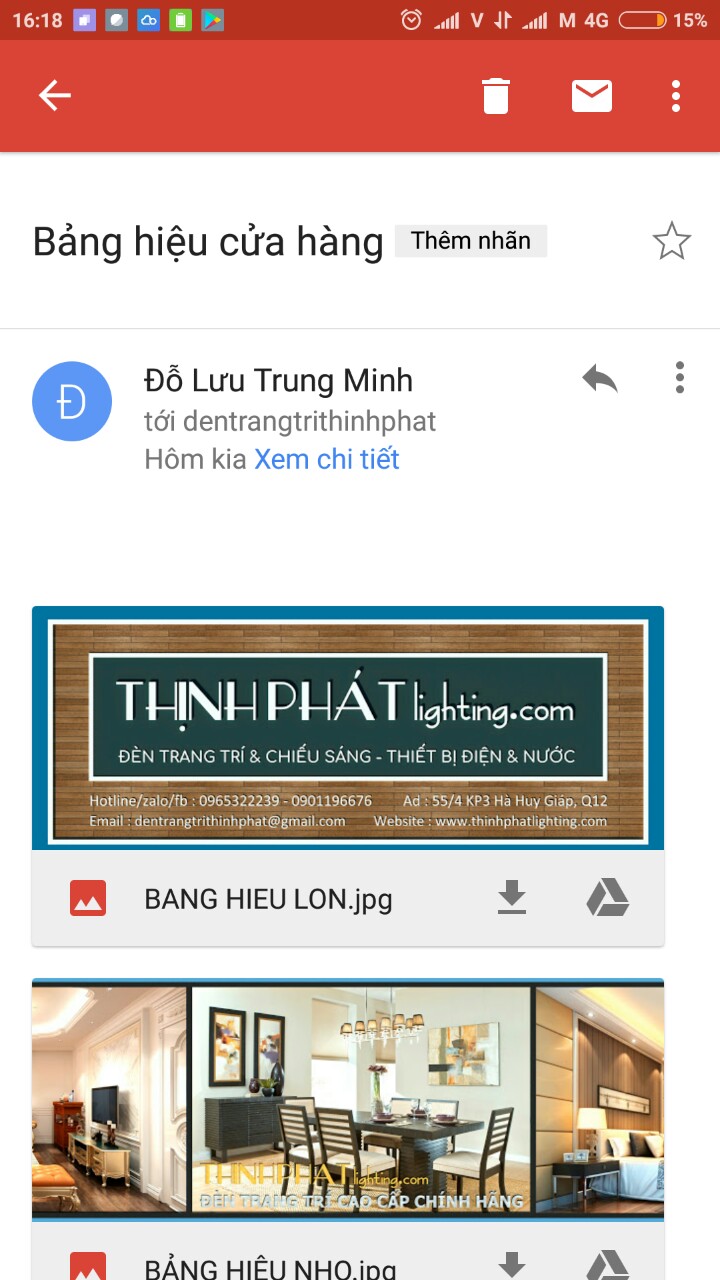 16:18 V M 4G 15%
Bảng hiệu cửa hàng Thêm nhãn
Đ
Đỗ Lưu Trung Minh
tới dentrangtrithinhphat
Hôm kia Xem chi tiết
THỊNH PHÁT lighting.com
ĐÈN TRANG TRÍ & CHIẾU SÁNG - THIẾT BỊ ĐIỆN & NƯỚC
Hotline/zalo/fb : 0965322239 - 0901196676 Ad : 55/4 KP3 Hà Huy Giáp, Q12
Email : dentrangtrithinhphat@gmail.com Website : www.thinhphatlighting.com
BANG HIEU LON.jpg
THỊNH PHÁT lighting.com
ĐÈN TRANG TRÍ CAO CẤP CHÍNH HÃNG
BẢNG HIỆU NHO.jpg